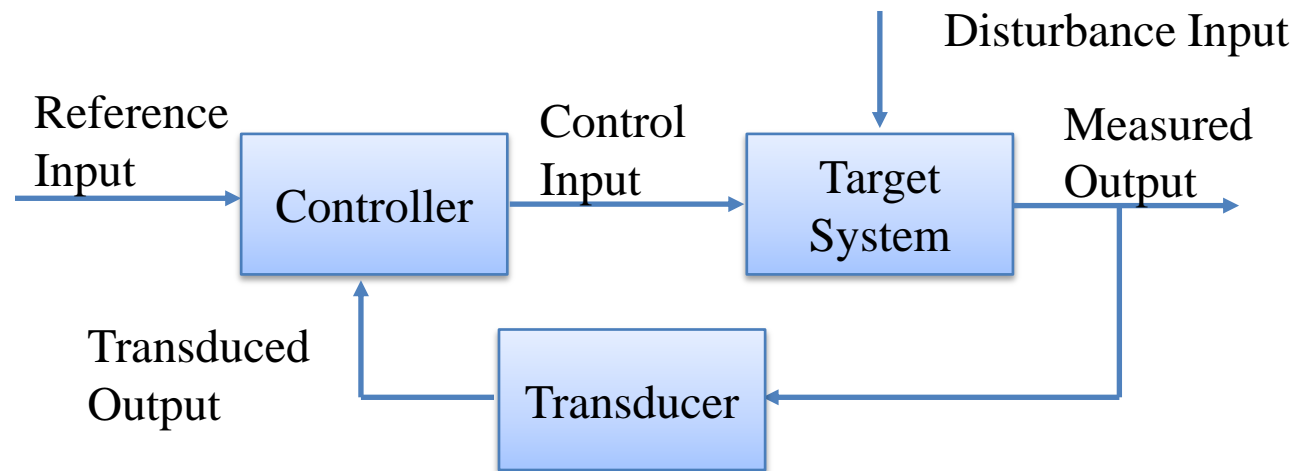 Disturbance Input
Reference
Input
Control
Input
Measured
Output
Controller
Target
System
Transduced
Output
Transducer